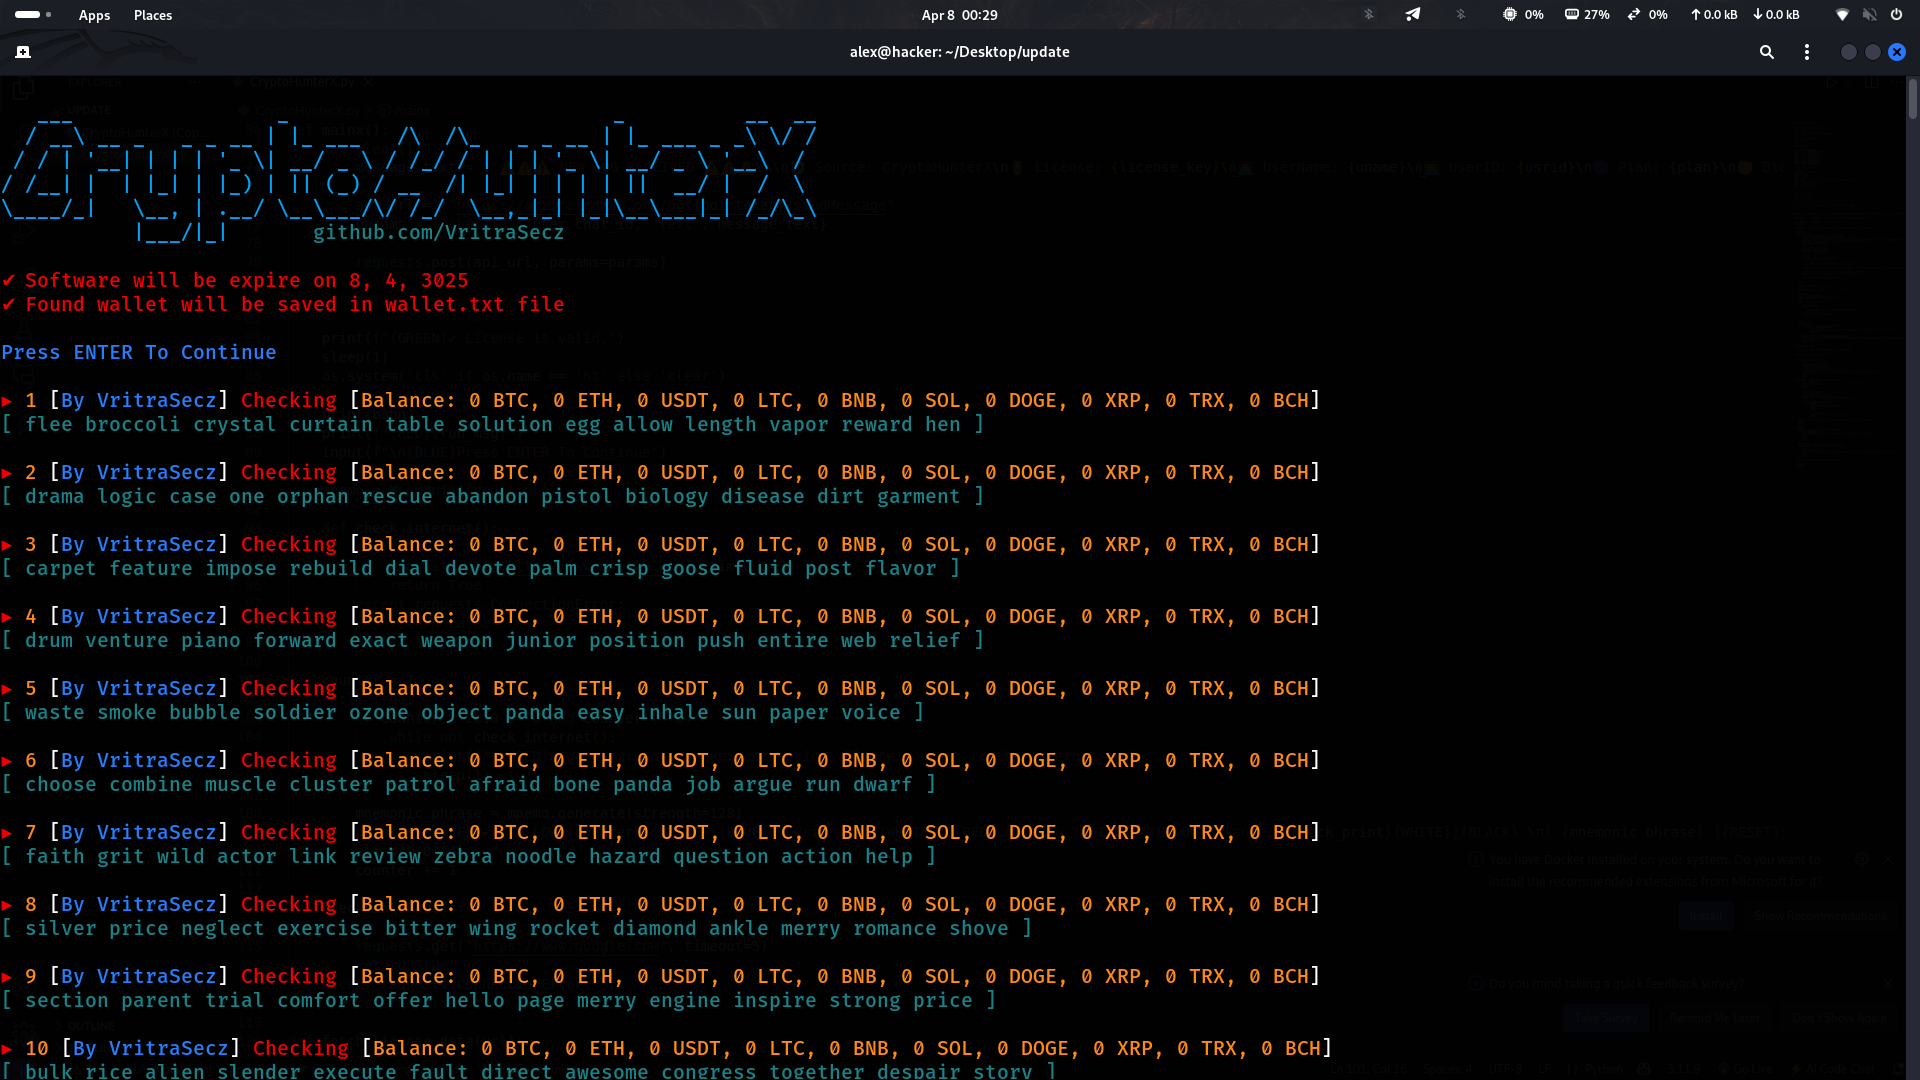 Apps Places Apr 8 00:29 0% 27% 0% 0.0 kB 0.0 kB
alex@hacker: ~/Desktop/update
CryptoHunterX
github.com/VritraSecz
✔ Software will be expire on 8, 4, 3025
✔ Found wallet will be saved in wallet.txt file
Press ENTER To Continue
▶ 1 [By VritraSecz] Checking [Balance: 0 BTC, 0 ETH, 0 USDT, 0 LTC, 0 BNB, 0 SOL, 0 DOGE, 0 XRP, 0 TRX, 0 BCH]
[ flee broccoli crystal curtain table solution egg allow length vapor reward hen ]
▶ 2 [By VritraSecz] Checking [Balance: 0 BTC, 0 ETH, 0 USDT, 0 LTC, 0 BNB, 0 SOL, 0 DOGE, 0 XRP, 0 TRX, 0 BCH]
[ drama logic case one orphan rescue abandon pistol biology disease dirt garment ]
▶ 3 [By VritraSecz] Checking [Balance: 0 BTC, 0 ETH, 0 USDT, 0 LTC, 0 BNB, 0 SOL, 0 DOGE, 0 XRP, 0 TRX, 0 BCH]
[ carpet feature impose rebuild dial devote palm crisp goose fluid post flavor ]
▶ 4 [By VritraSecz] Checking [Balance: 0 BTC, 0 ETH, 0 USDT, 0 LTC, 0 BNB, 0 SOL, 0 DOGE, 0 XRP, 0 TRX, 0 BCH]
[ drum venture piano forward exact weapon junior position push entire web relief ]
▶ 5 [By VritraSecz] Checking [Balance: 0 BTC, 0 ETH, 0 USDT, 0 LTC, 0 BNB, 0 SOL, 0 DOGE, 0 XRP, 0 TRX, 0 BCH]
[ waste smoke bubble soldier ozone object panda easy inhale sun paper voice ]
▶ 6 [By VritraSecz] Checking [Balance: 0 BTC, 0 ETH, 0 USDT, 0 LTC, 0 BNB, 0 SOL, 0 DOGE, 0 XRP, 0 TRX, 0 BCH]
[ choose combine muscle cluster patrol afraid bone panda job argue run dwarf ]
▶ 7 [By VritraSecz] Checking [Balance: 0 BTC, 0 ETH, 0 USDT, 0 LTC, 0 BNB, 0 SOL, 0 DOGE, 0 XRP, 0 TRX, 0 BCH]
[ faith grit wild actor link review zebra noodle hazard question action help ]
▶ 8 [By VritraSecz] Checking [Balance: 0 BTC, 0 ETH, 0 USDT, 0 LTC, 0 BNB, 0 SOL, 0 DOGE, 0 XRP, 0 TRX, 0 BCH]
[ silver price neglect exercise bitter wing rocket diamond ankle merry romance shove ]
▶ 9 [By VritraSecz] Checking [Balance: 0 BTC, 0 ETH, 0 USDT, 0 LTC, 0 BNB, 0 SOL, 0 DOGE, 0 XRP, 0 TRX, 0 BCH]
[ section parent trial comfort offer hello page merry engine inspire strong price ]
▶ 10 [By VritraSecz] Checking [Balance: 0 BTC, 0 ETH, 0 USDT, 0 LTC, 0 BNB, 0 SOL, 0 DOGE, 0 XRP, 0 TRX, 0 BCH]
[ bulk rice alien slender execute fault direct awesome congress together despair story ]